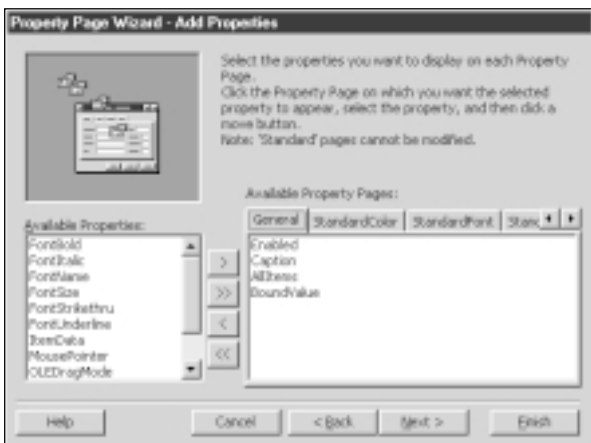 Property Page Wizard - Add Properties
Select the properties you want to display on each Property
Page.
Click the Property Page on which you want the selected
property to appear, select the property, and then click a
move button.
Note: 'Standard' pages cannot be modified.
Available Property Pages:
General StandardColor StandardFont
Enabled
Caption
AllItems
BoundValue
Available Properties:
FontBold
FontItalic
FontName
FontSize
FontStrikethru
FontUnderline
ItemData
MousePointer
OLEDragMode
>
>>
<
<<
Help Cancel < Back Next > Finish